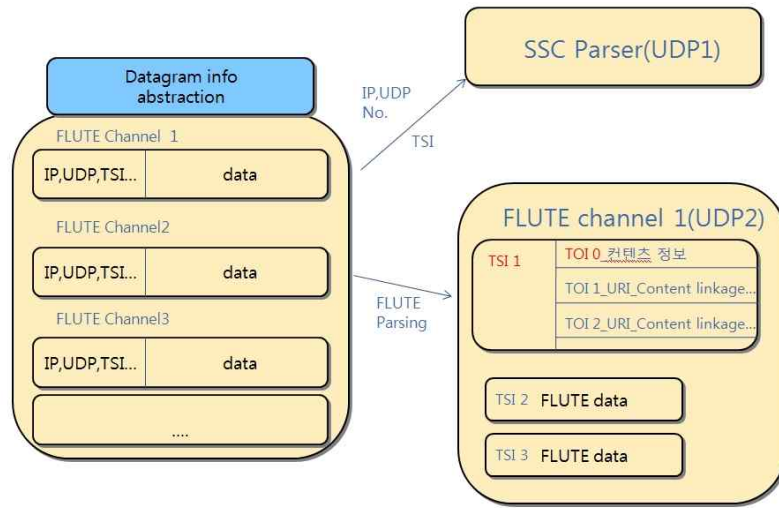 SSC Parser(UDP1)
Datagram info
abstraction
IP,UDP
No.
TSI
FLUTE Channel 1
IP,UDP,TSI...
data
FLUTE Channel2
IP,UDP,TSI...
data
FLUTE Channel3
IP,UDP,TSI...
data
....
FLUTE
Parsing
FLUTE channel 1(UDP2)
TSI 1
TOI 0_컨텐츠 정보
TOI 1_URI_Content linkage...
TOI 2_URI_Content linkage...
TSI 2 FLUTE data
TSI 3 FLUTE data